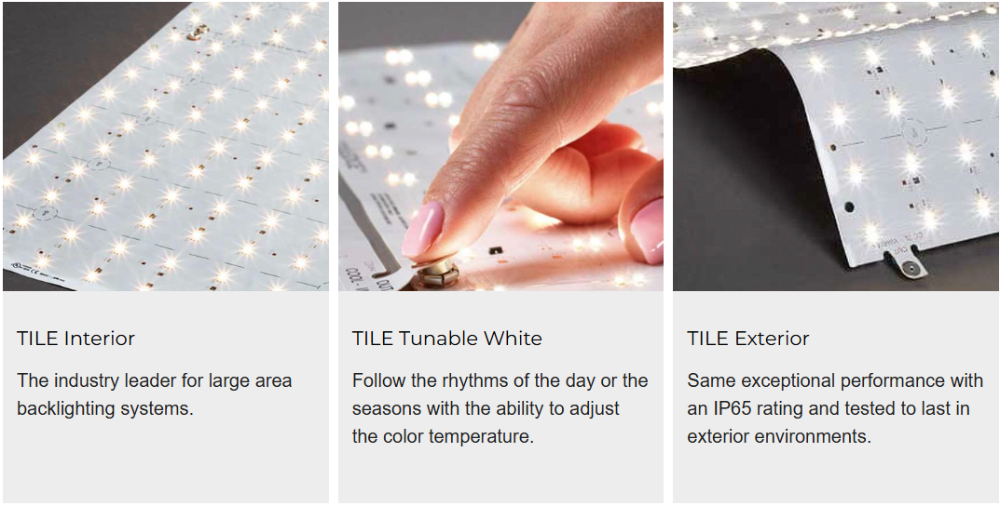 TILE Interior
The industry leader for large area
backlighting systems.
TILE Tunable White
Follow the rhythms of the day or the
seasons with the ability to adjust
the color temperature.
TILE Exterior
Same exceptional performance with
an IP65 rating and tested to last in
exterior environments.